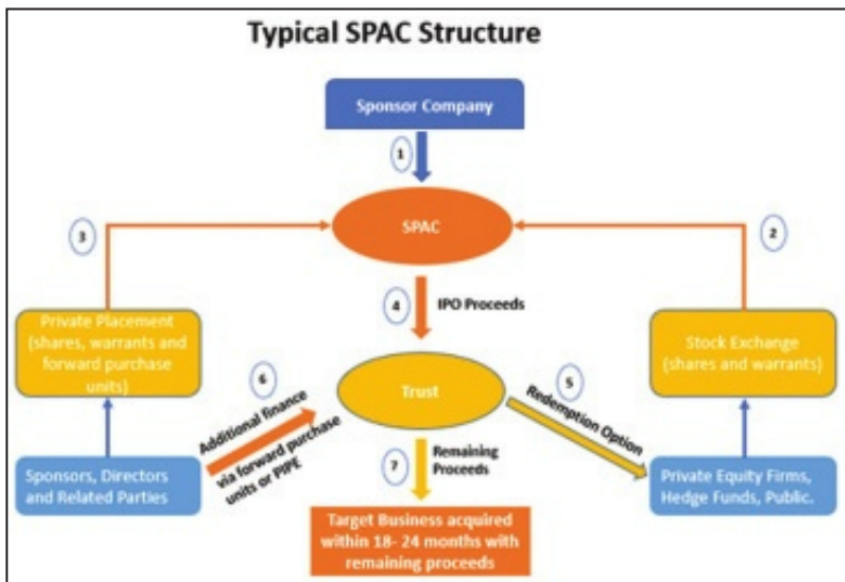 Typical SPAC Structure
Sponsor Company
1
SPAC
3
2
4
IPO Proceeds
Private Placement
(shares, warrants and
forward purchase
units)
Stock Exchange
(shares and warrants)
6
5
Trust
Additional finance
via forward purchase
units or PIPE
Redemption Option
7
Remaining
Proceeds
Sponsors, Directors
and Related Parties
Private Equity Firms,
Hedge Funds, Public.
Target Business acquired
within 18- 24 months with
remaining proceeds